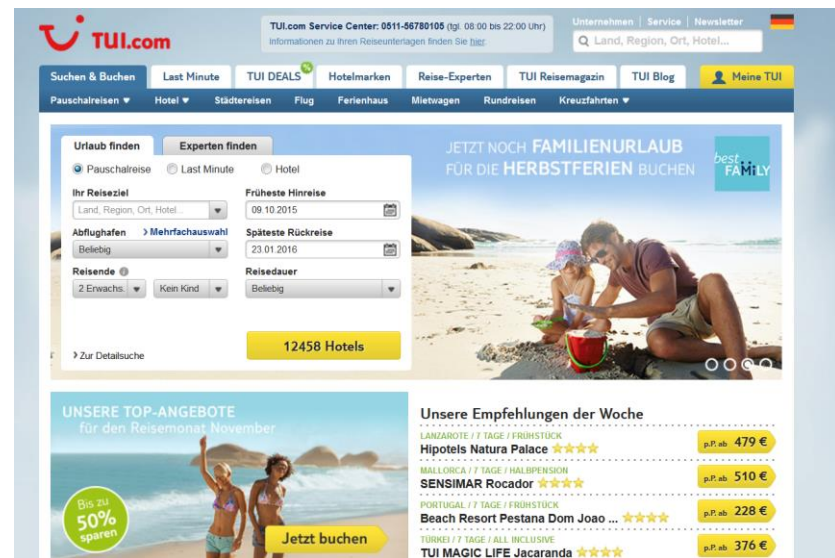 TUI.com
TUI.com Service Center: 0511-56780105 (tgl. 08:00 bis 22:00 Uhr)
Informationen zu Ihren Reiseunterlagen finden Sie hier.
Unternehmen | Service | Newsletter
Land, Region, Ort, Hotel...
Suchen & Buchen
Last Minute
TUI DEALS
%
Hotelmarken
Reise-Experten
TUI Reisemagazin
TUI Blog
Meine TUI
Pauschalreisen
Hotel
Städtereisen
Flug
Ferienhaus
Mietwagen
Rundreisen
Kreuzfahrten
Urlaub finden
Experten finden
Pauschalreise
Last Minute
Hotel
Ihr Reiseziel
Früheste Hinreise
Land, Region, Ort, Hotel...
09.10.2015
Abflughafen
Mehrfachauswahl
Späteste Rückreise
Beliebig
23.01.2016
Reisende
Reisedauer
2 Erwachs.
Kein Kind
Beliebig
12458 Hotels
Zur Detailsuche
JETZT NOCH FAMILIENURLAUB
FÜR DIE HERBSTFERIEN BUCHEN
best
FAMiLY
UNSERE TOP-ANGEBOTE
für den Reisemonat November
Bis zu
50%
sparen
Jetzt buchen
Unsere Empfehlungen der Woche
LANZAROTE / 7 TAGE / FRÜHSTÜCK
Hipotels Natura Palace
p.P. ab 479 €
MALLORCA / 7 TAGE / HALBPENSION
SENSIMAR Rocador
p.P. ab 510 €
PORTUGAL / 7 TAGE / FRÜHSTÜCK
Beach Resort Pestana Dom Joao ...
p.P. ab 228 €
TÜRKEI / 7 TAGE / ALL INCLUSIVE
TUI MAGIC LIFE Jacaranda
p.P. ab 376 €